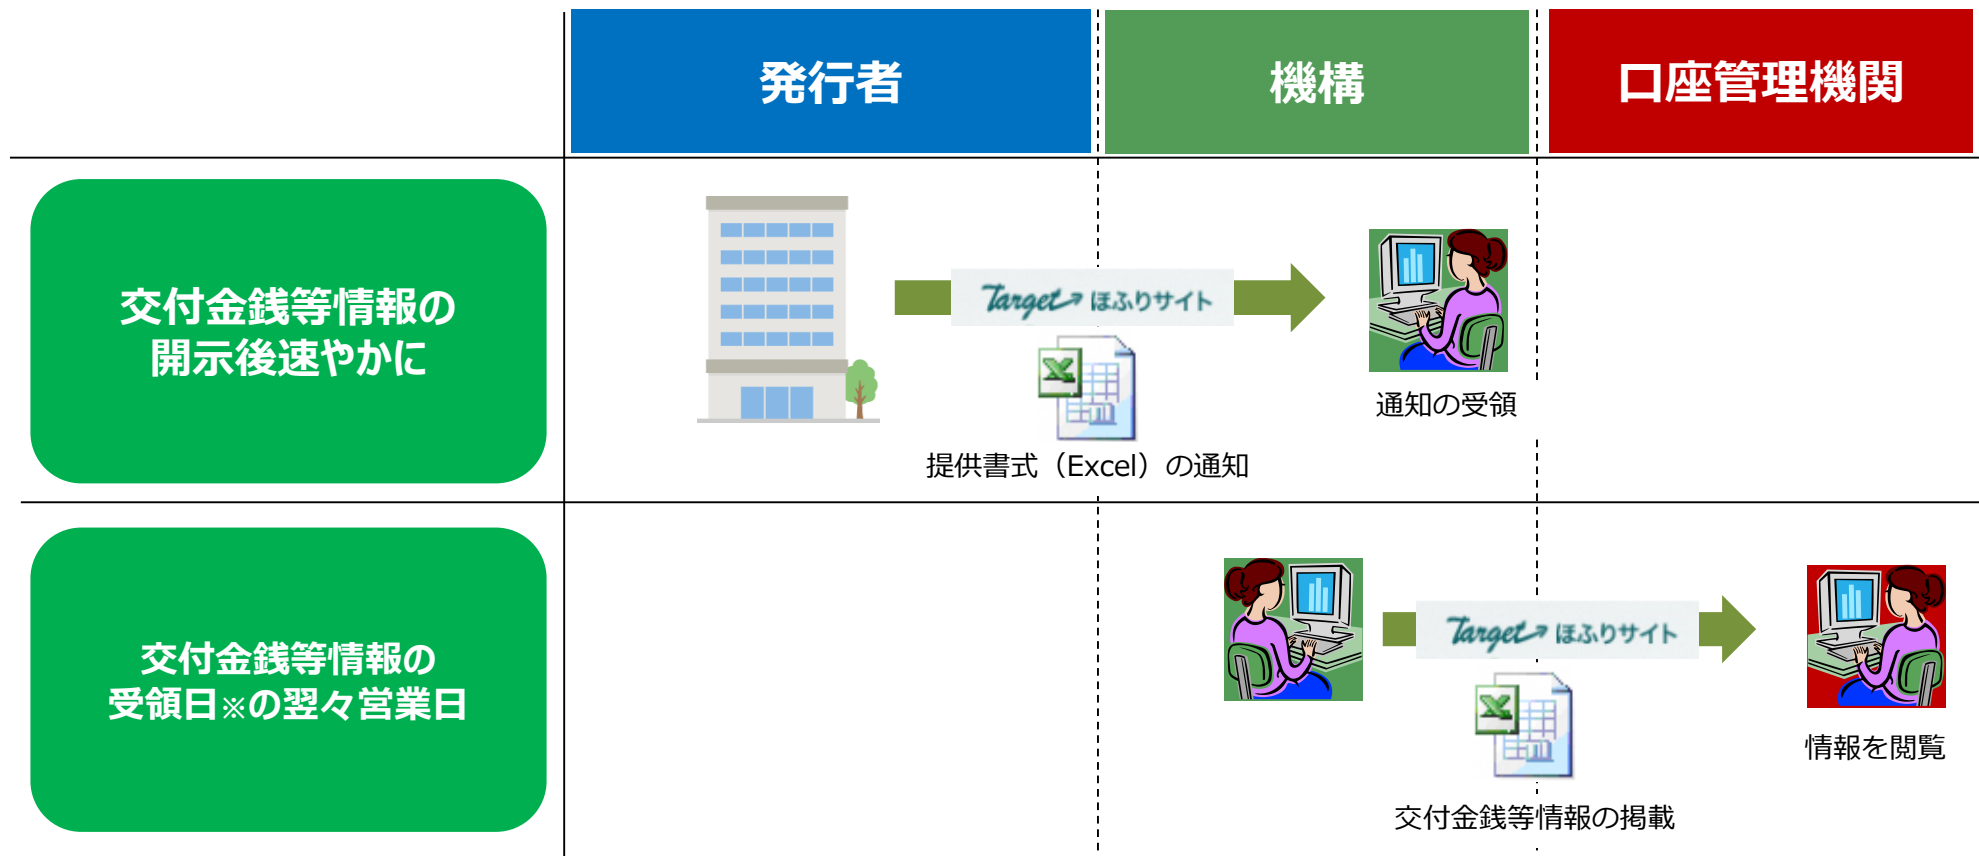 発行者
機構
口座管理機関
交付金銭等情報の
開示後速やかに
Target ほふりサイト
通知の受領
提供書式（Excel）の通知
交付金銭等情報の
受領日※の翌々営業日
Target ほふりサイト
情報を閲覧
交付金銭等情報の掲載